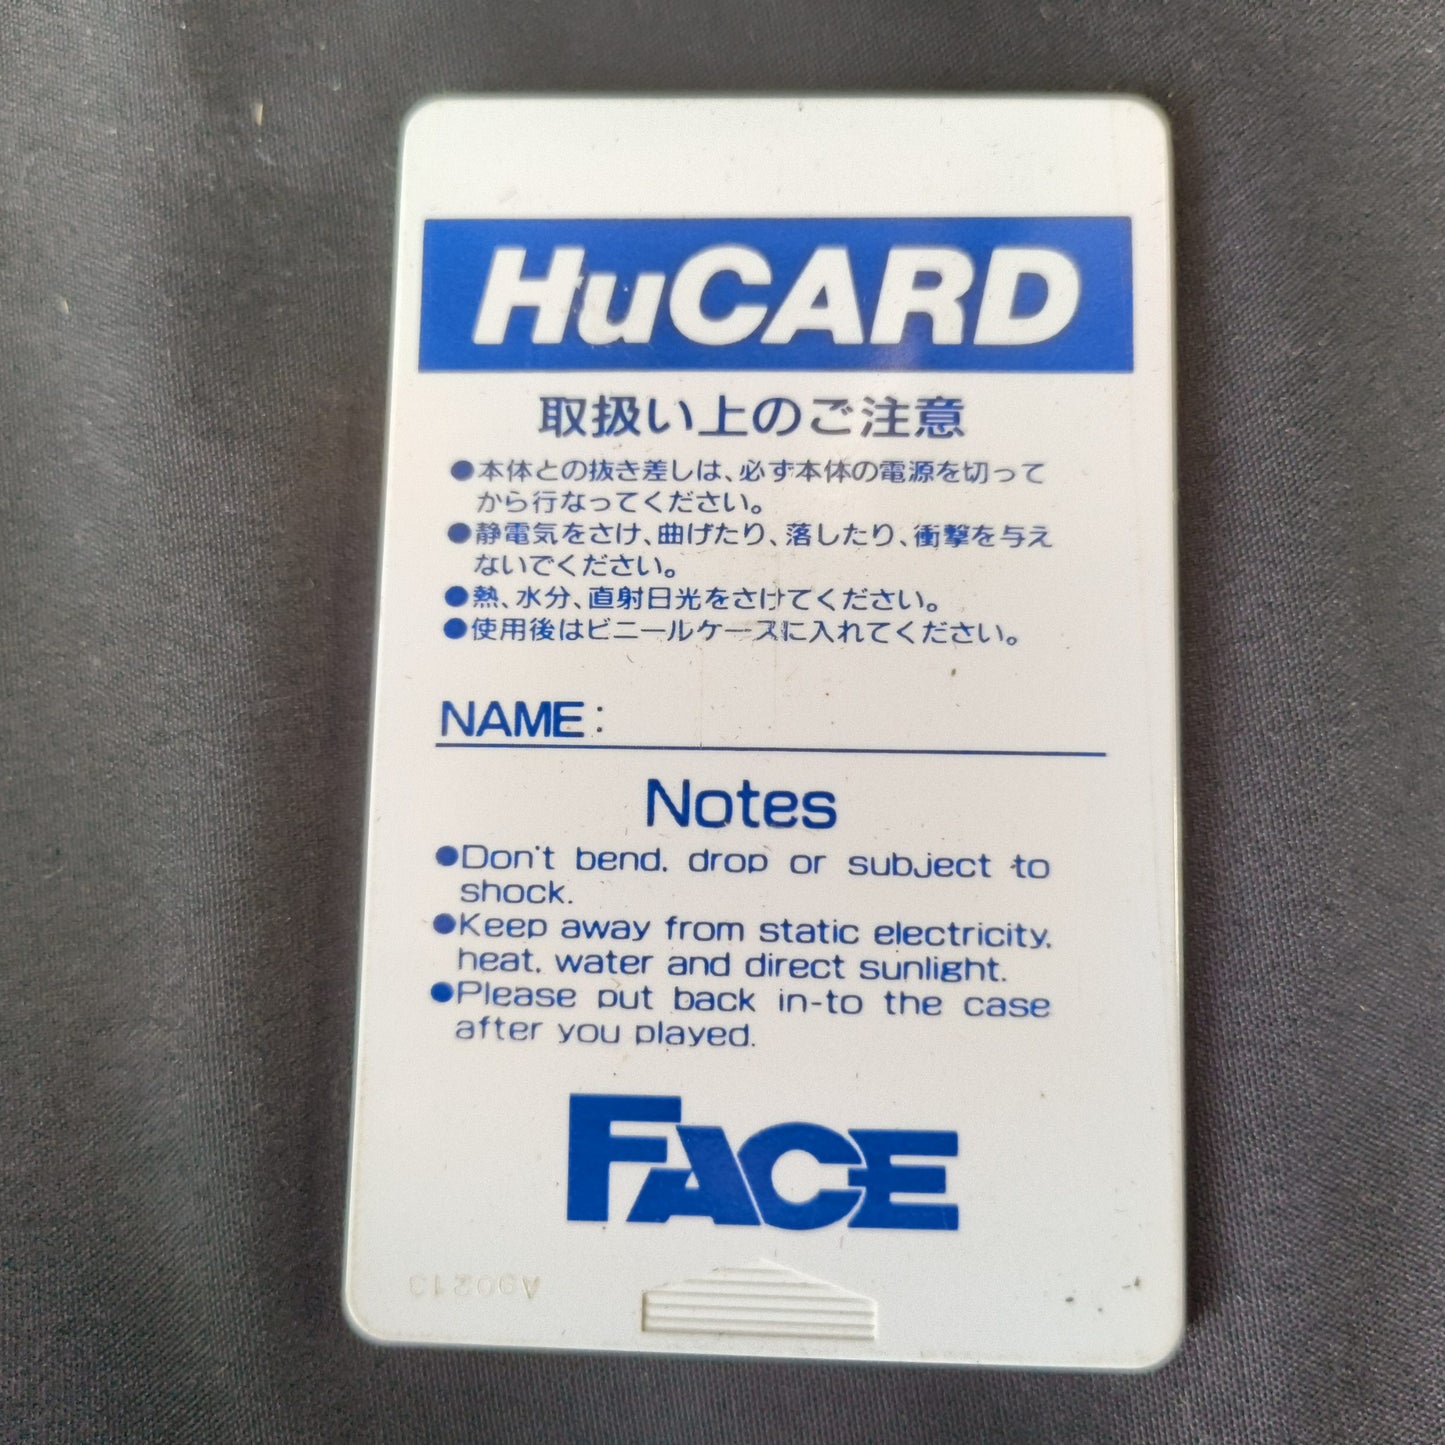 HuCARD
取扱い上のご注意
●本体との抜き差しは、必ず本体の電源を切って
から行なってください。
●静電気をさけ、曲げたり、落したり、衝撃を与え
ないでください。
●熱、水分、直射日光をさけてください。
●使用後はビニールケースに入れてください。
NAME:
Notes
●Don't bend, drop or subject to
shock.
●Keep away from static electricity,
heat, water and direct sunlight.
●Please put back in-to the case
after you played.
FACE